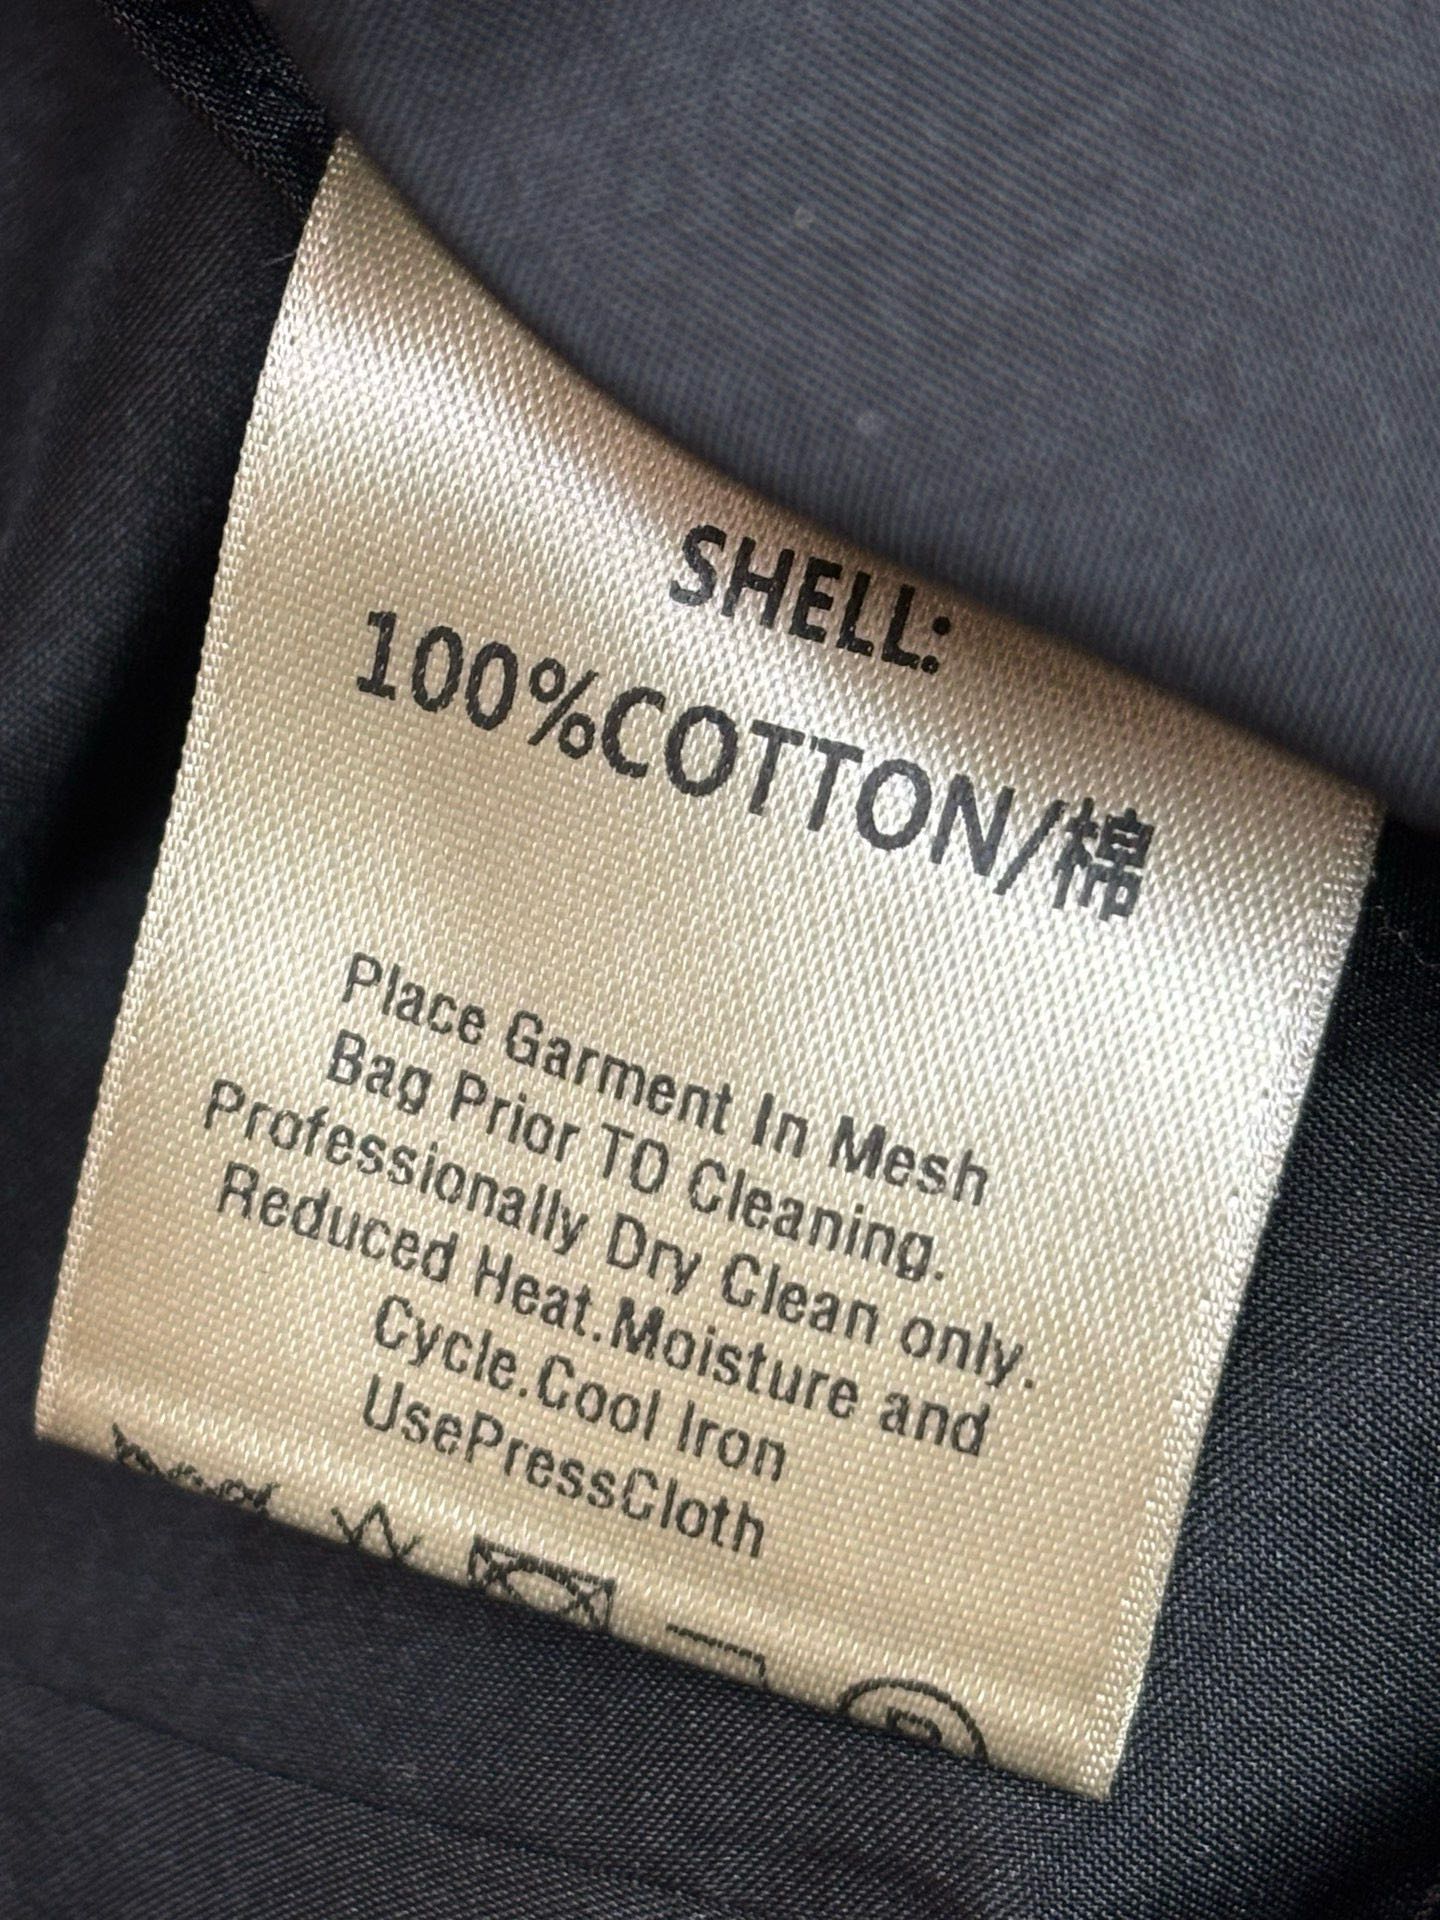 SHELL:
100%COTTON/棉
Place Garment In Mesh
Bag Prior TO Cleaning.
Professionally Dry Clean only.
Reduced Heat.Moisture and
Cycle.Cool Iron
UsePressCloth